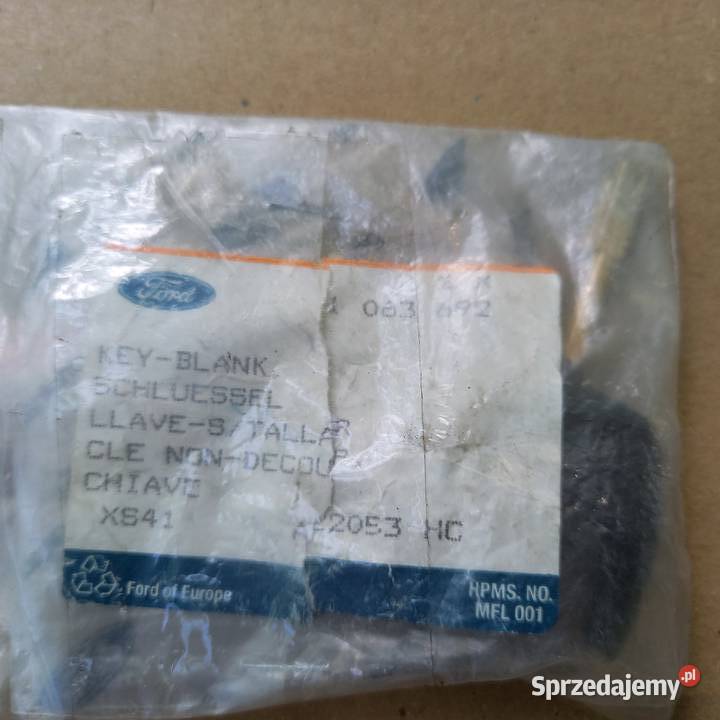 Ford
1 063 692
KEY-BLANK
SCHLUESSEL
LLAVE-S/TALLAR
CLE NON-DECOUP
CHIAVE
XS41 2053 HC
Ford of Europe
HPMS. NO.
MFL 001
Sprzedajemy.pl